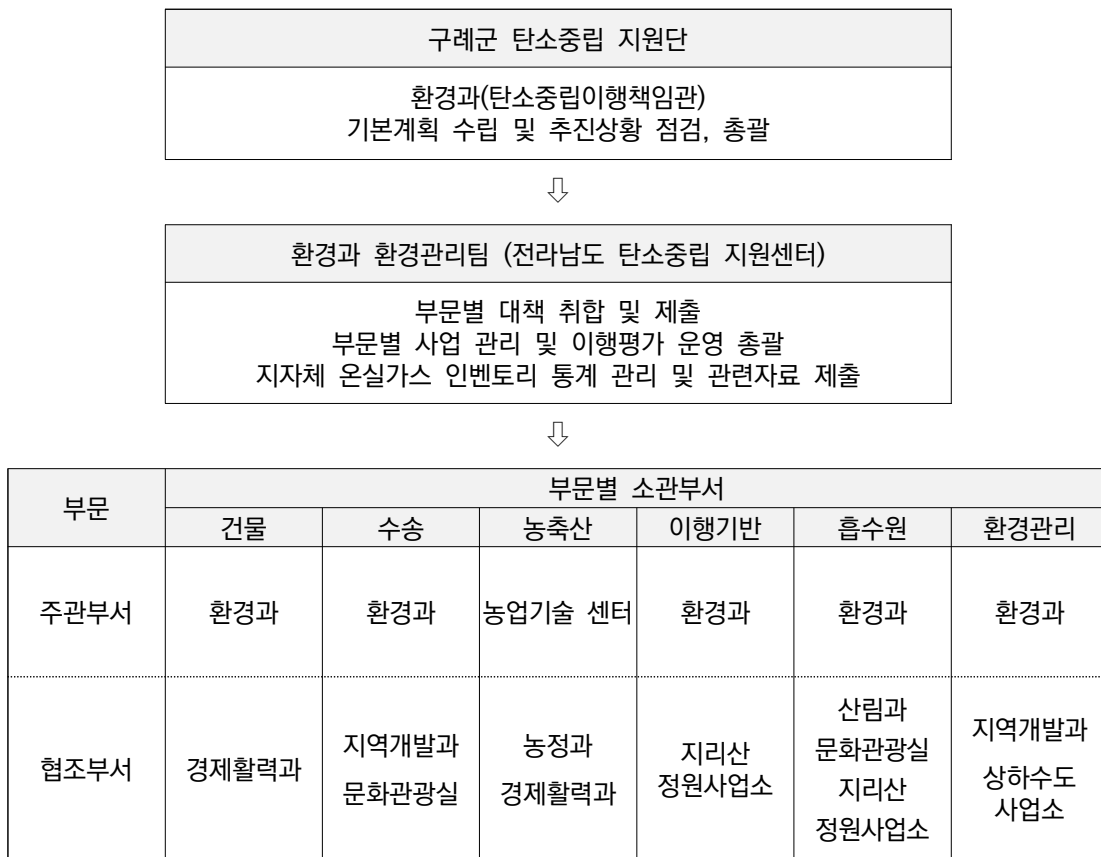 구례군 탄소중립 지원단
환경과(탄소중립이행책임관)
기본계획 수립 및 추진상황 점검, 총괄
⇩
환경과 환경관리팀 (전라남도 탄소중립 지원센터)
부문별 대책 취합 및 제출
부문별 사업 관리 및 이행평가 운영 총괄
지자체 온실가스 인벤토리 통계 관리 및 관련자료 제출
⇩
부문
부문별 소관부서
건물 수송 농축산 이행기반 흡수원 환경관리
주관부서 환경과 환경과 농업기술 센터 환경과 환경과 환경과
협조부서
경제활력과
지역개발과
문화관광실
농정과
경제활력과
지리산
정원사업소
산림과
문화관광실
지리산
정원사업소
지역개발과
상하수도
사업소